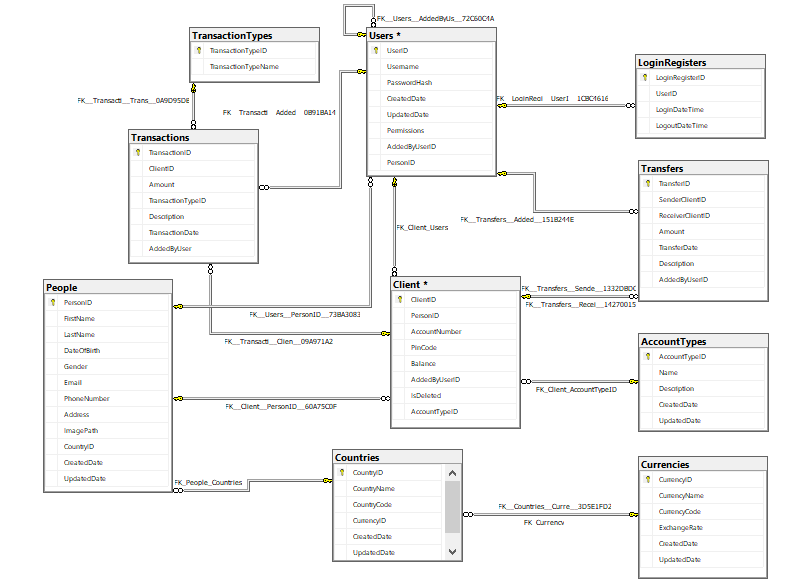 FK__Users__AddedByUs__72C60C4A
TransactionTypes
TransactionTypeID
TransactionTypeName
Users *
UserID
Username
PasswordHash
CreatedDate
UpdatedDate
Permissions
AddedByUserID
PersonID
LoginRegisters
LoginRegisterID
UserID
LoginDateTime
LogoutDateTime
FK__Transacti__Trans__0A9D95DB
FK Transacti Added 0B91BA14
FK LoginRegi UserI 1CBC4616
Transactions
TransactionID
ClientID
Amount
TransactionTypeID
Description
TransactionDate
AddedByUser
Transfers
TransferID
SenderClientID
ReceiverClientID
Amount
TransferDate
Description
AddedByUserID
FK__Transfers__Added__151B244E
FK_Client_Users
People
PersonID
FirstName
LastName
DateOfBirth
Gender
Email
PhoneNumber
Address
ImagePath
CountryID
CreatedDate
UpdatedDate
Client *
ClientID
PersonID
AccountNumber
PinCode
Balance
AddedByUserID
IsDeleted
AccountTypeID
FK__Transfers__Sende__1332DBDC
FK__Transfers__Recei__14270015
FK__Users__PersonID__73BA3083
FK__Transacti__Clien__09A971A2
AccountTypes
AccountTypeID
Name
Description
CreatedDate
UpdatedDate
FK_Client_AccountTypeID
FK__Client__PersonID__60A75C0F
Countries
CountryID
CountryName
CountryCode
CurrencyID
CreatedDate
UpdatedDate
FK_People_Countries
Currencies
CurrencyID
CurrencyName
CurrencyCode
ExchangeRate
CreatedDate
UpdatedDate
FK__Countries__Curre__3D5E1FD2
FK Currency